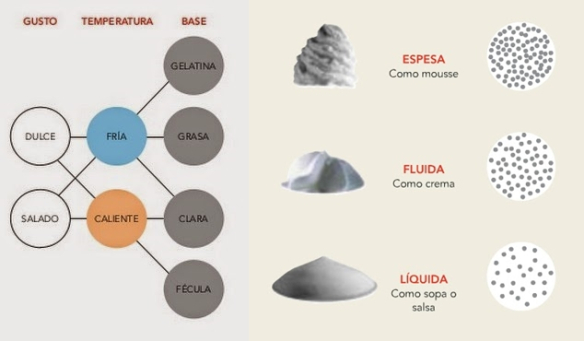 GUSTO TEMPERATURA BASE
GELATINA
DULCE FRÍA GRASA
SALADO CALIENTE CLARA
FÉCULA
ESPESA
Como mousse
FLUIDA
Como crema
LÍQUIDA
Como sopa o
salsa